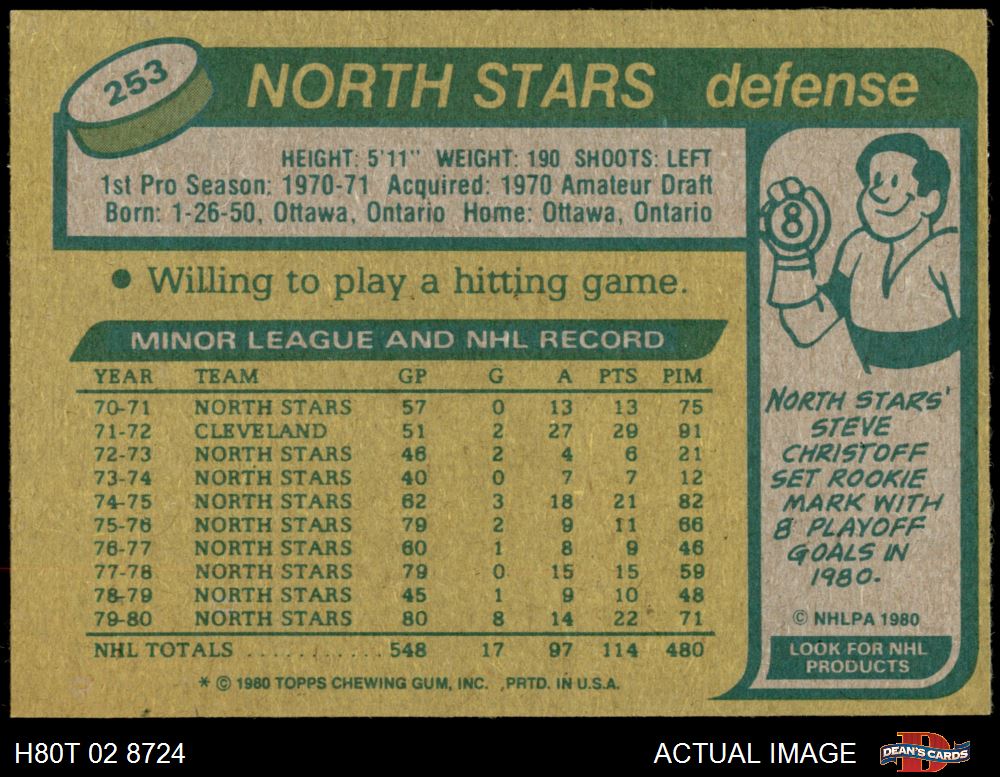 253
NORTH STARS defense
HEIGHT: 5'11" WEIGHT: 190 SHOOTS: LEFT
1st Pro Season: 1970-71 Acquired: 1970 Amateur Draft
Born: 1-26-50, Ottawa, Ontario Home: Ottawa, Ontario
• Willing to play a hitting game.
MINOR LEAGUE AND NHL RECORD
YEAR TEAM GP G A PTS PIM
70-71 NORTH STARS 57 0 13 13 75
71-72 CLEVELAND 51 2 27 29 91
72-73 NORTH STARS 46 2 4 6 21
73-74 NORTH STARS 40 0 7 7 12
74-75 NORTH STARS 62 3 18 21 82
75-76 NORTH STARS 79 2 9 11 66
76-77 NORTH STARS 60 1 8 9 46
77-78 NORTH STARS 79 0 15 15 59
78-79 NORTH STARS 45 1 9 10 48
79-80 NORTH STARS 80 8 14 22 71
NHL TOTALS ........... 548 17 97 114 480
* © 1980 TOPPS CHEWING GUM, INC. PRTD. IN U.S.A.
8
NORTH STARS'
STEVE
CHRISTOFF
SET ROOKIE
MARK WITH
8 PLAYOFF
GOALS IN
1980.
© NHLPA 1980
LOOK FOR NHL
PRODUCTS
H80T 02 8724
ACTUAL IMAGE
DEAN'S CARDS